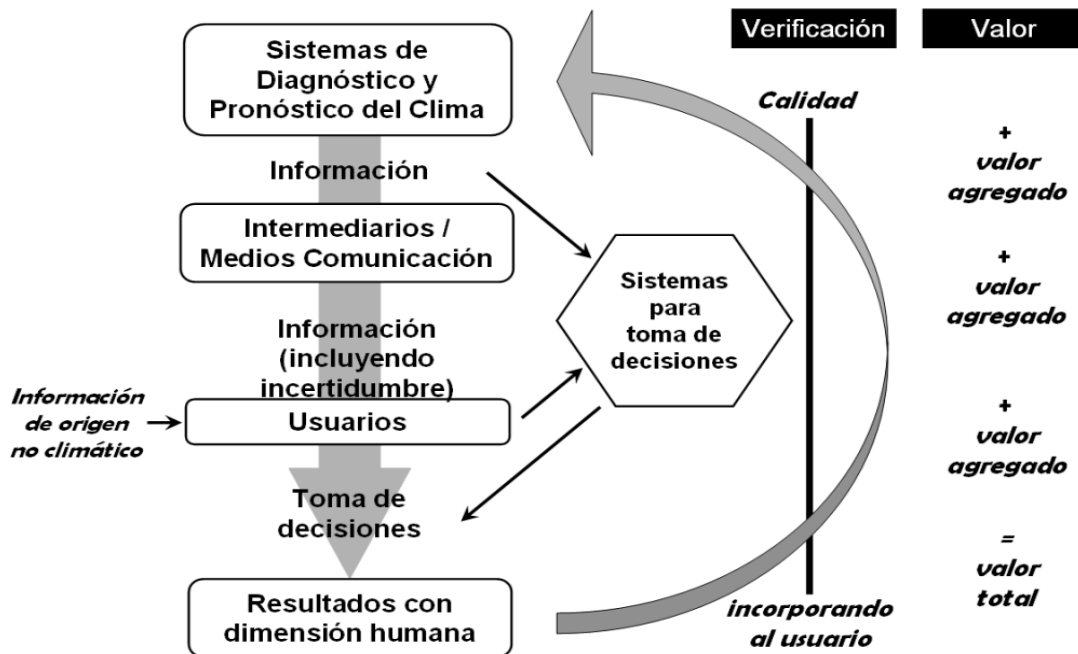 Sistemas de
Diagnóstico y
Pronóstico del Clima
Información
Intermediarios /
Medios Comunicación
Información
(incluyendo
incertidumbre)
Información
de origen
no climático
Usuarios
Toma de
decisiones
Resultados con
dimensión humana
Sistemas
para
toma de
decisiones
Verificación
Calidad
incorporando
al usuario
Valor
+
valor
agregado
+
valor
agregado
+
valor
agregado
=
valor
total